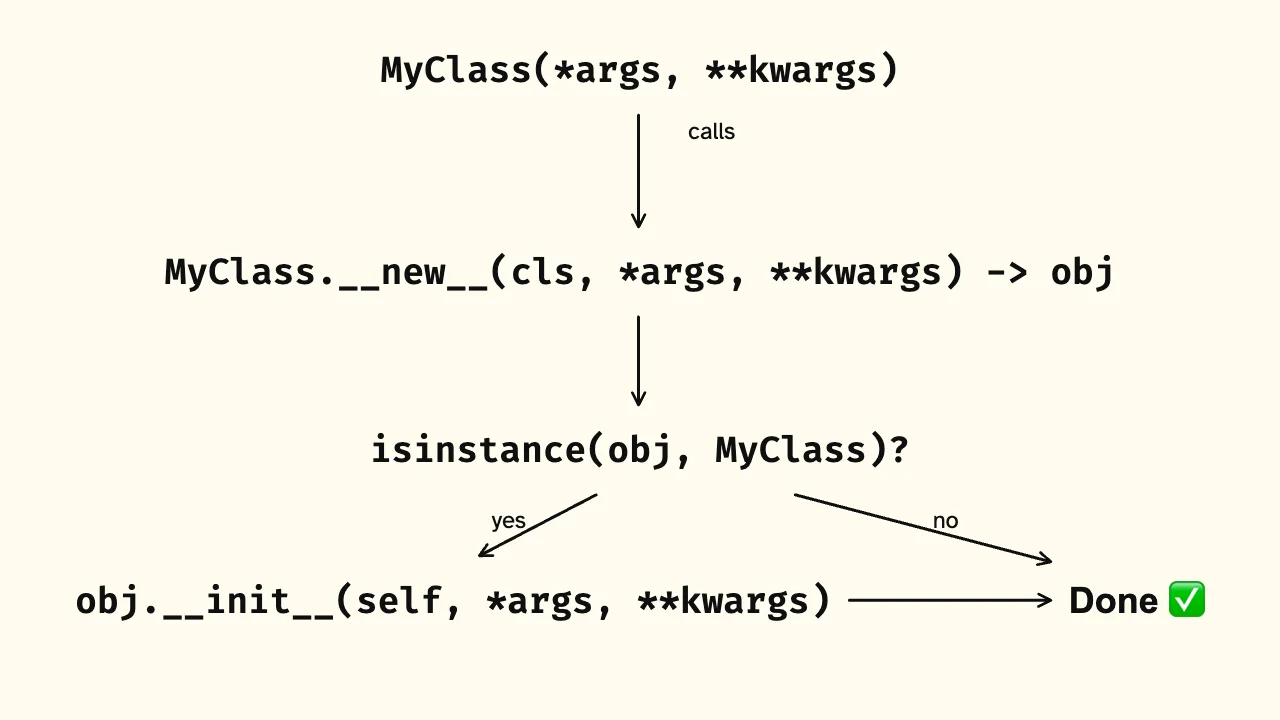 MyClass(*args, **kwargs)
calls
MyClass.__new__(cls, *args, **kwargs) -> obj
isinstance(obj, MyClass)?
yes
no
obj.__init__(self, *args, **kwargs)
Done ✅